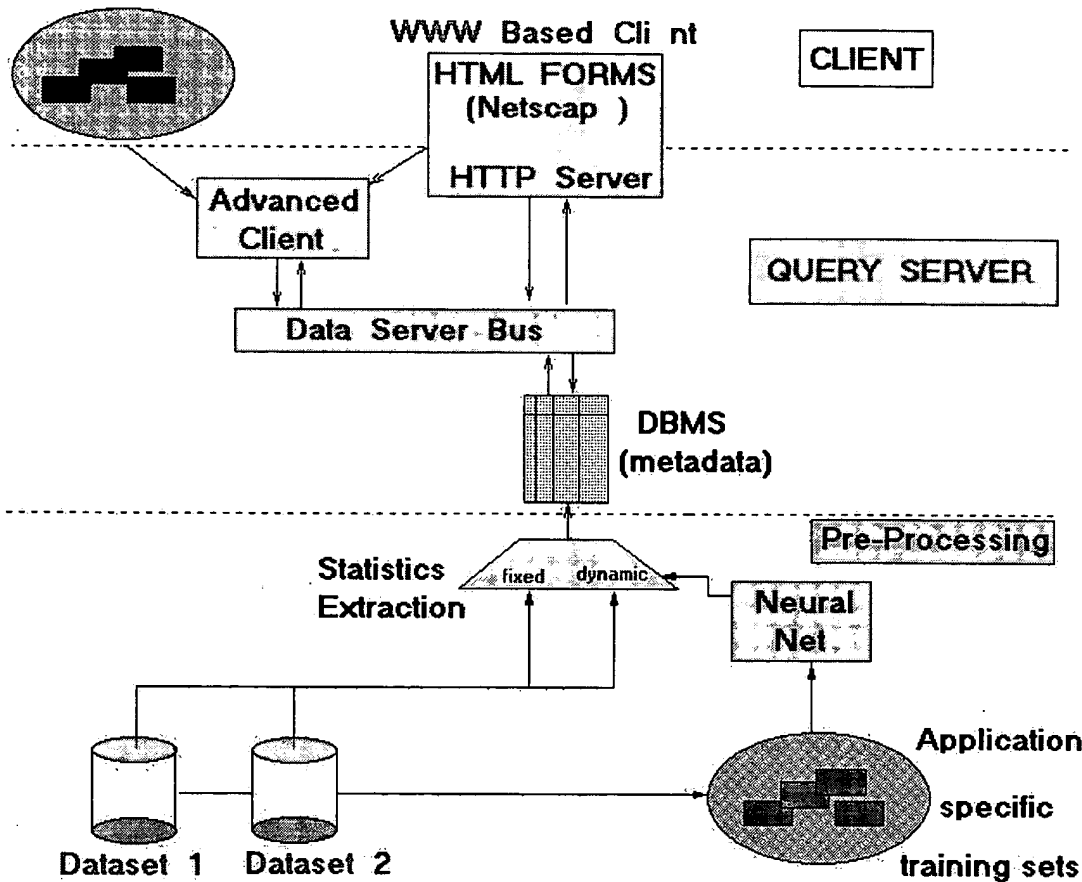 WWW Based Cli nt
HTML FORMS
(Netscap )
HTTP Server
CLIENT
Advanced
Client
QUERY SERVER
Data Server Bus
DBMS
(metadata)
Pre-Processing
Statistics
Extraction
fixed dynamic
Neural
Net
Application
specific
training sets
Dataset 1 Dataset 2